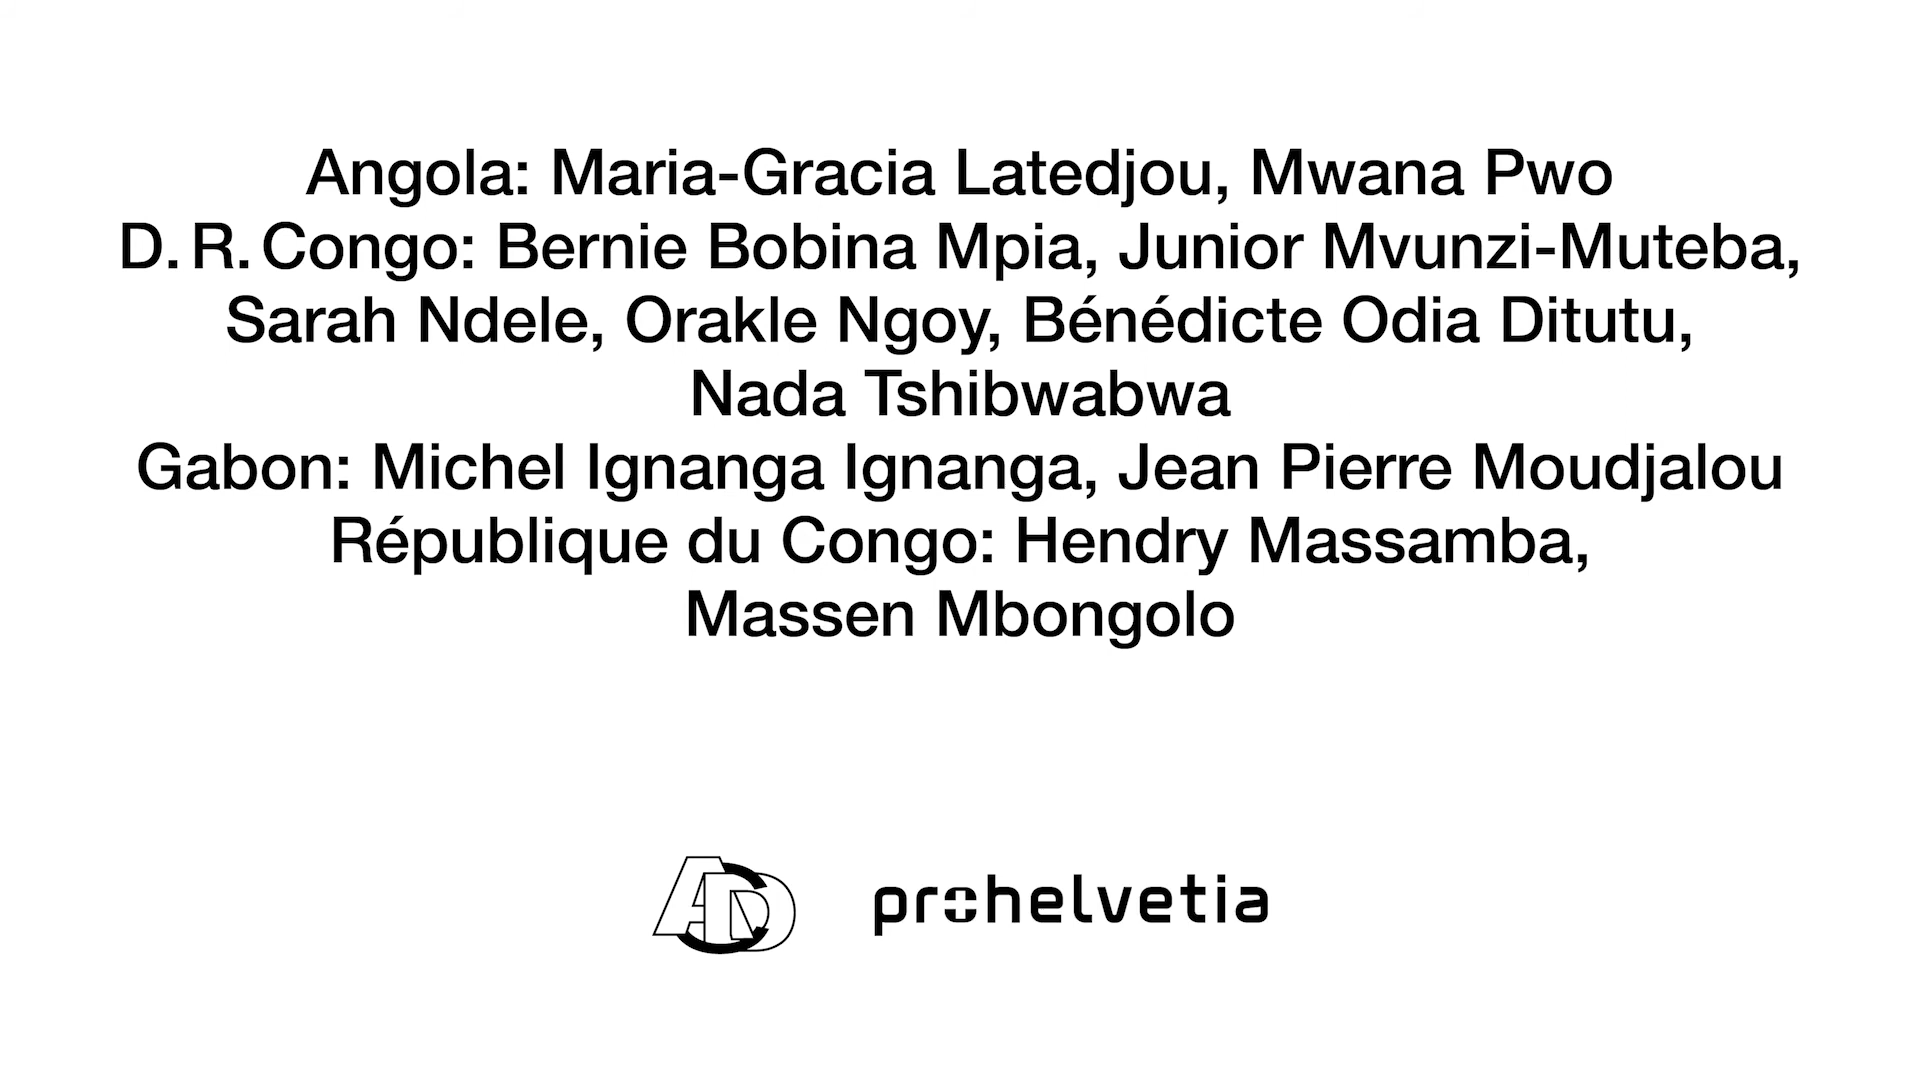 Angola: Maria-Gracia Latedjou, Mwana Pwo
D. R. Congo: Bernie Bobina Mpia, Junior Mvunzi-Muteba,
Sarah Ndele, Orakle Ngoy, Bénédicte Odia Ditutu,
Nada Tshibwabwa
Gabon: Michel Ignanga Ignanga, Jean Pierre Moudjalou
République du Congo: Hendry Massamba,
Massen Mbongolo
prohelvetia